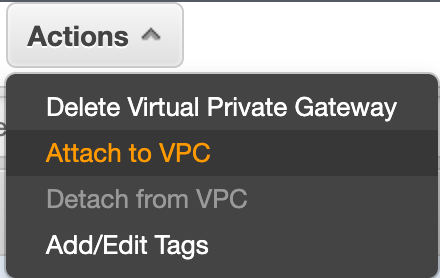 Actions
Delete Virtual Private Gateway
Attach to VPC
Detach from VPC
Add/Edit Tags